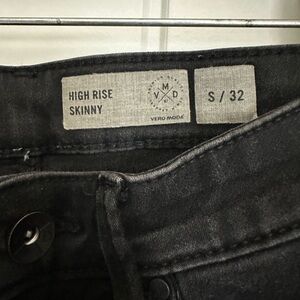 HIGH RISE
SKINNY
V M D
VERO MODA
S / 32